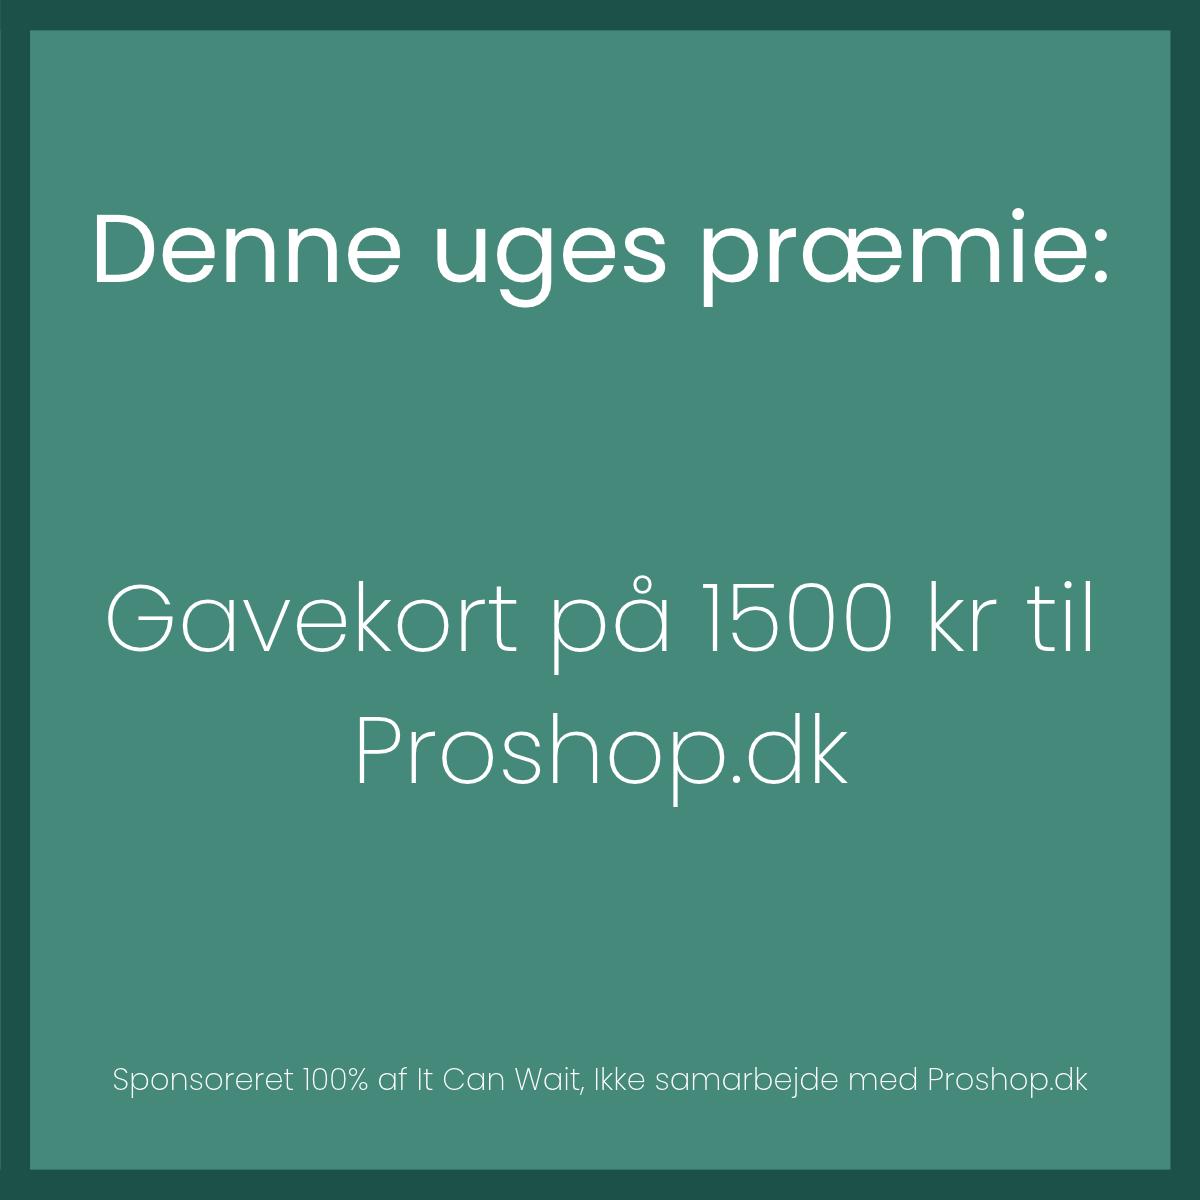 Denne uges præmie:
Gavekort på 1500 kr til
Proshop.dk
Sponsoreret 100% af It Can Wait, Ikke samarbejde med Proshop.dk